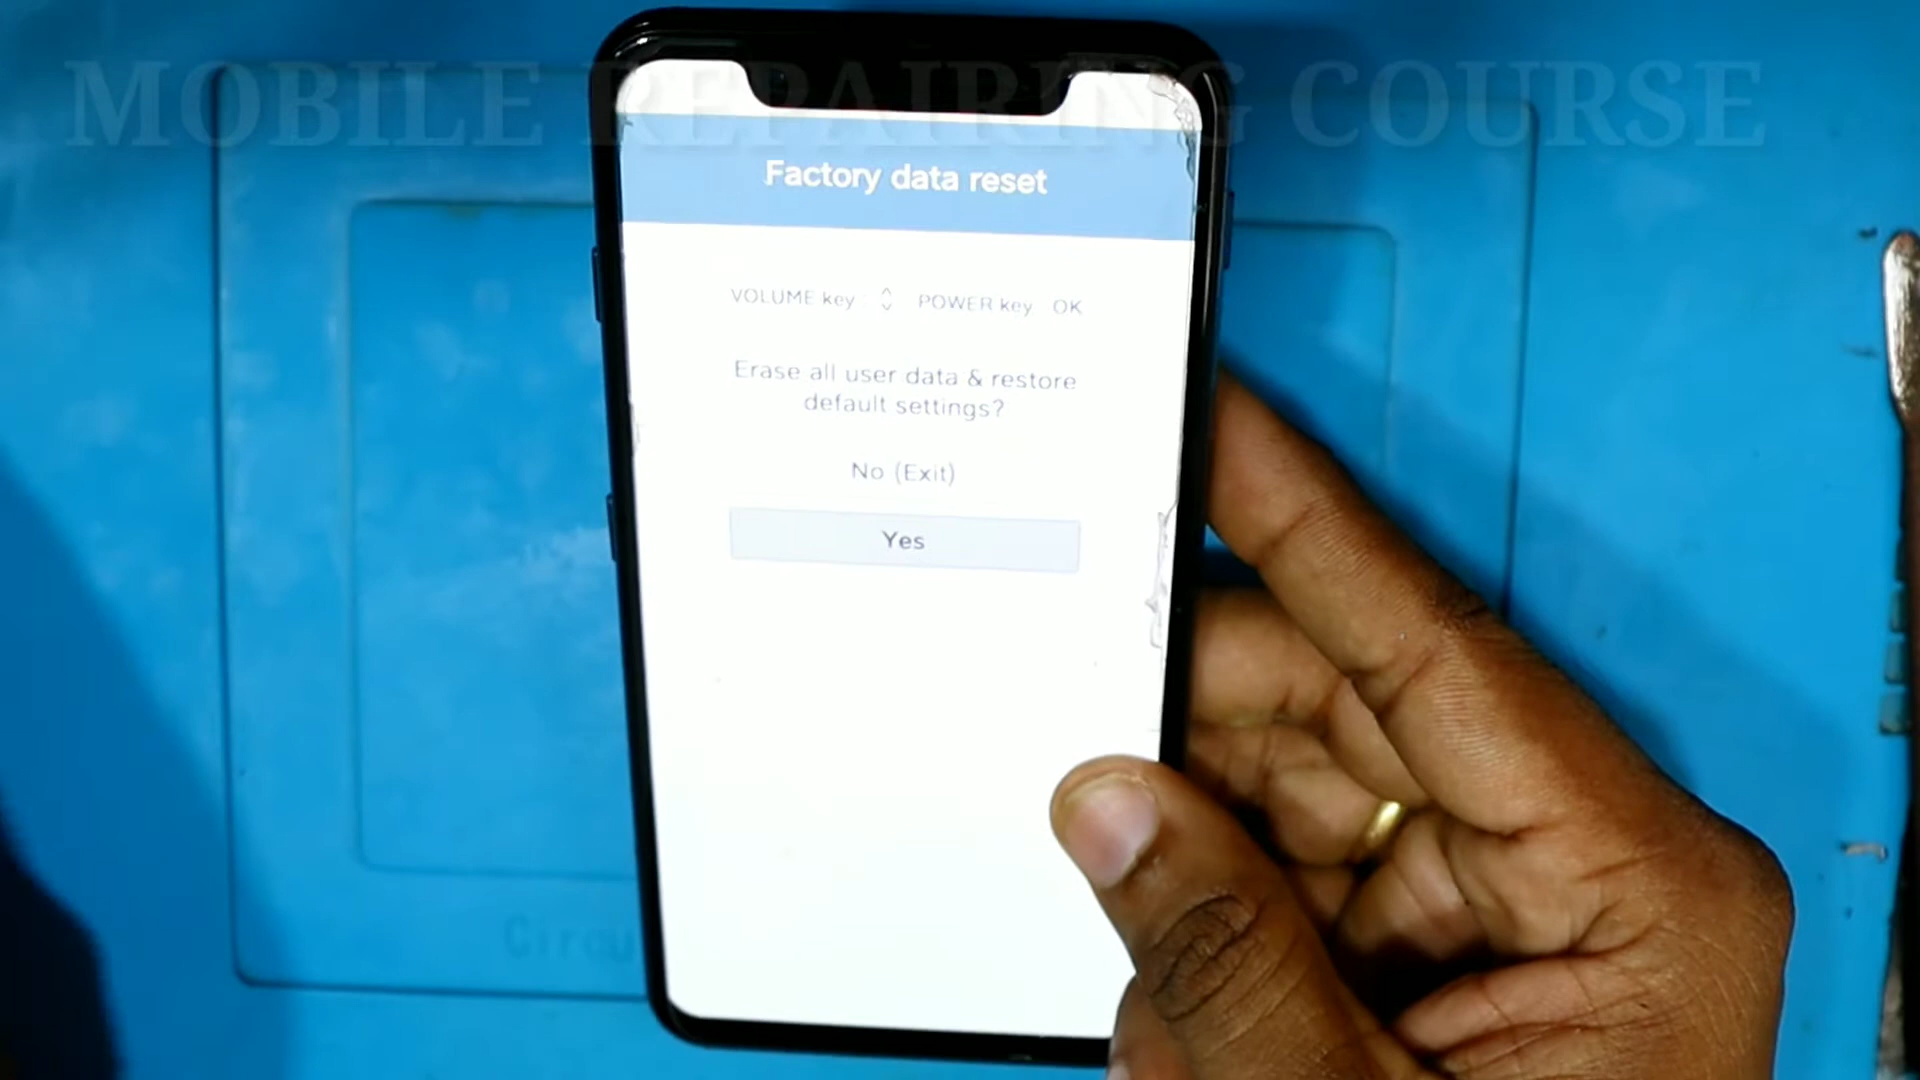 MOBILE REPAIRING COURSE
Factory data reset
VOLUME key POWER key OK
Erase all user data & restore
default settings?
No (Exit)
Yes
Circu